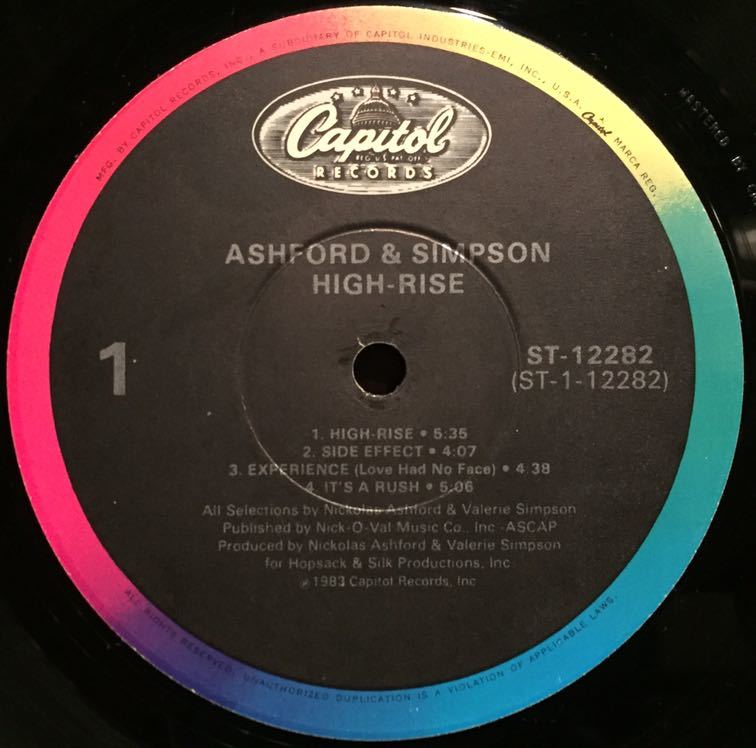 MFG. BY CAPITOL RECORDS, INC., A SUBSIDIARY OF CAPITOL INDUSTRIES-EMI, INC., U.S.A. Capitol MARCA REG.
MASTERED BY
Capitol
REG. U.S. PAT. OFF.
RECORDS
ASHFORD & SIMPSON
HIGH-RISE
1
ST-12282
(ST-1-12282)
1. HIGH-RISE • 5:35
2. SIDE EFFECT • 4:07
3. EXPERIENCE (Love Had No Face) • 4:38
4. IT'S A RUSH • 5:06
All Selections by Nickolas Ashford & Valerie Simpson
Published by Nick-O-Val Music Co., Inc.-ASCAP
Produced by Nickolas Ashford & Valerie Simpson
for Hopsack & Silk Productions, Inc
℗ 1983 Capitol Records, Inc
ALL RIGHTS RESERVED. UNAUTHORIZED DUPLICATION IS A VIOLATION OF APPLICABLE LAWS.